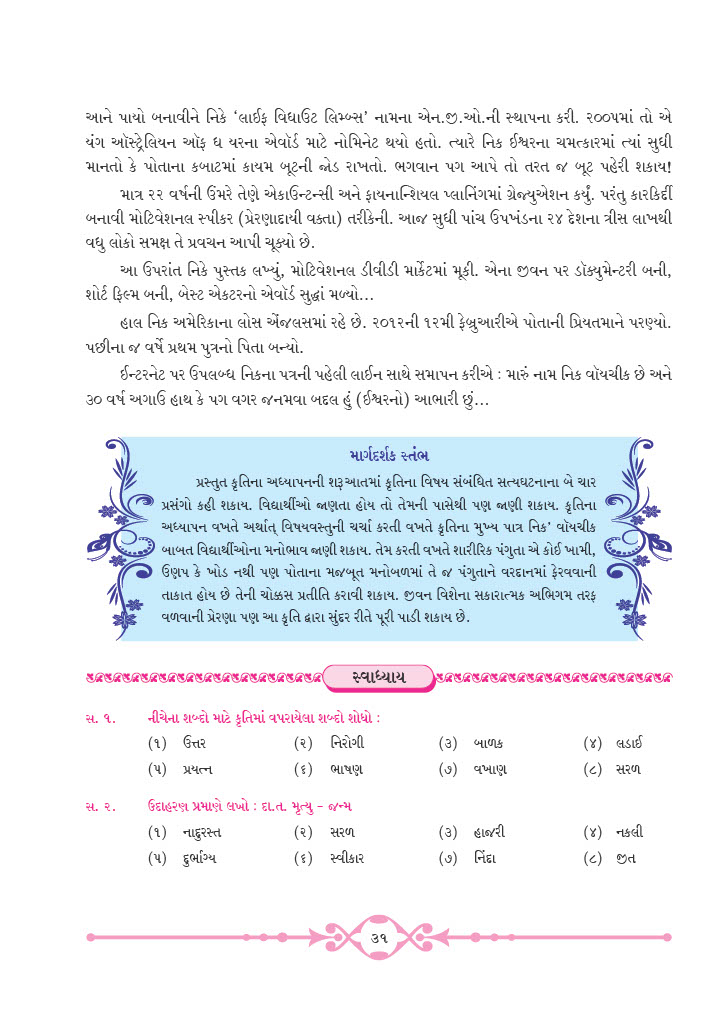 આને પાયો બનાવીને નિકે ‘લાઈફ વિધાઉટ લિમ્બ્સ’ નામના એન.જી.ઓ.ની સ્થાપના કરી. ૨૦૦૫માં તો એ
યંગ ઑસ્ટ્રેલિયન ઑફ ધ યરના એવૉર્ડ માટે નોમિનેટ થયો હતો. ત્યારે નિક ઈશ્વરના ચમત્કારમાં ત્યાં સુધી
માનતો કે પોતાના કબાટમાં કાયમ બૂટની જોડ રાખતો. ભગવાન પગ આપે તો તરત જ બૂટ પહેરી શકાય!
માત્ર ૨૨ વર્ષની ઉંમરે તેણે એકાઉન્ટન્સી અને ફાયનાન્શિયલ પ્લાનિંગમાં ગ્રેજ્યુએશન કર્યું. પરંતુ કારકિર્દી
બનાવી મોટિવેશનલ સ્પીકર (પ્રેરણાદાયી વક્તા) તરીકેની. આજ સુધી પાંચ ઉપખંડના ૨૪ દેશના ત્રીસ લાખથી
વધુ લોકો સમક્ષ તે પ્રવચન આપી ચૂક્યો છે.
આ ઉપરાંત નિકે પુસ્તક લખ્યું, મોટિવેશનલ ડીવીડી માર્કેટમાં મૂકી. એના જીવન પર ડૉક્યુમેન્ટરી બની,
શોર્ટ ફિલ્મ બની, બેસ્ટ એકટરનો એવૉર્ડ સુદ્ધાં મળ્યો...
હાલ નિક અમેરિકાના લોસ એંજલસમાં રહે છે. ૨૦૧૨ની ૧૨મી ફેબ્રુઆરીએ પોતાની પ્રિયતમાને પરણ્યો.
પછીના જ વર્ષે પ્રથમ પુત્રનો પિતા બન્યો.
ઈન્ટરનેટ પર ઉપલબ્ધ નિકના પત્રની પહેલી લાઈન સાથે સમાપન કરીએ : મારું નામ નિક વૉયચીક છે અને
૩૦ વર્ષ અગાઉ હાથ કે પગ વગર જનમવા બદલ હું (ઈશ્વરનો) આભારી છું...
માર્ગદર્શક સ્તંભ
પ્રસ્તુત કૃતિના અધ્યાપનની શરૂઆતમાં કૃતિના વિષય સંબંધિત સત્યઘટનાના બે ચાર
પ્રસંગો કહી શકાય. વિદ્યાર્થીઓ જાણતા હોય તો તેમની પાસેથી પણ જાણી શકાય. કૃતિના
અધ્યાપન વખતે અર્થાત્ વિષયવસ્તુની ચર્ચા કરતી વખતે કૃતિના મુખ્ય પાત્ર નિક’ વૉયચીક
બાબત વિદ્યાર્થીઓના મનોભાવ જાણી શકાય. તેમ કરતી વખતે શારીરિક પંગુતા એ કોઈ ખામી,
ઉણપ કે ખોડ નથી પણ પોતાના મજબૂત મનોબળમાં તે જ પંગુતાને વરદાનમાં ફેરવવાની
તાકાત હોય છે તેની ચોક્કસ પ્રતીતિ કરાવી શકાય. જીવન વિશેના સકારાત્મક અભિગમ તરફ
વળવાની પ્રેરણા પણ આ કૃતિ દ્વારા સુંદર રીતે પૂરી પાડી શકાય છે.
સ્વાધ્યાય
સ. ૧. નીચેના શબ્દો માટે કૃતિમાં વપરાયેલા શબ્દો શોધો :
(૧) ઉત્તર (૨) નિરોગી (૩) બાળક (૪) લડાઈ
(૫) પ્રયત્ન (૬) ભાષણ (૭) વખાણ (૮) સરળ
સ. ૨. ઉદાહરણ પ્રમાણે લખો : દા.ત. મૃત્યુ – જન્મ
(૧) નાદુરસ્ત (૨) સરળ (૩) હાજરી (૪) નકલી
(૫) દુર્ભાગ્ય (૬) સ્વીકાર (૭) નિંદા (૮) જીત
૩૧